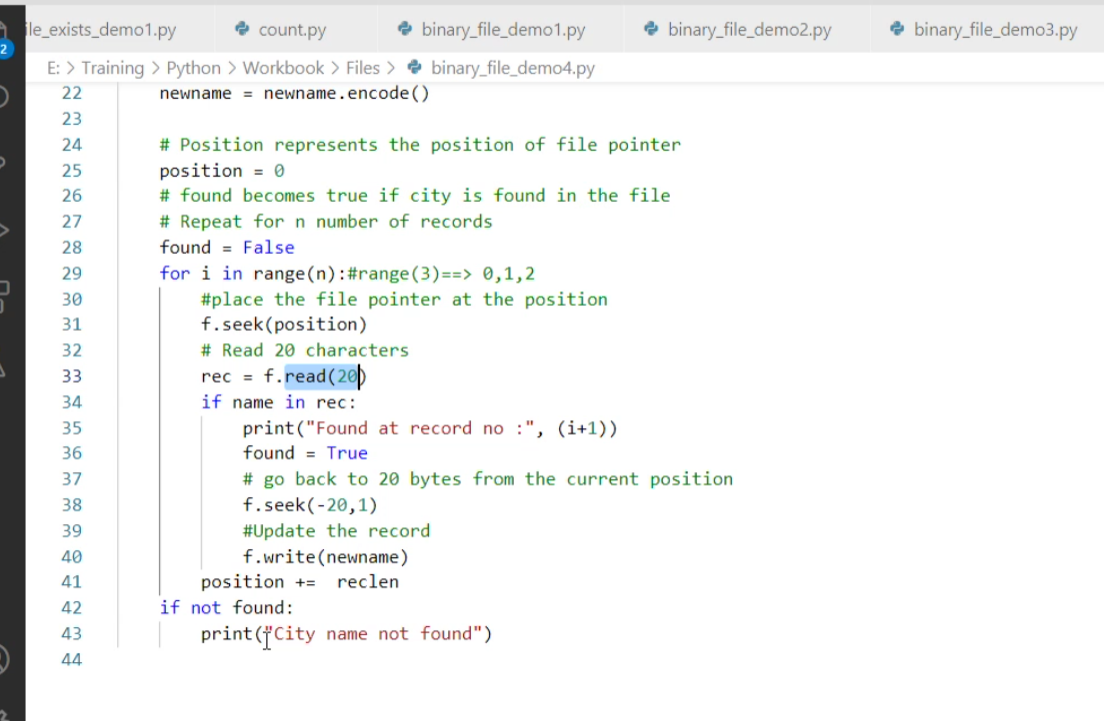 ile_exists_demo1.py count.py binary_file_demo1.py binary_file_demo2.py binary_file_demo3.py
2
E: > Training > Python > Workbook > Files > binary_file_demo4.py
22 newname = newname.encode()
23
24 # Position represents the position of file pointer
25 position = 0
26 # found becomes true if city is found in the file
27 # Repeat for n number of records
28 found = False
29 for i in range(n):#range(3)==> 0,1,2
30 #place the file pointer at the position
31 f.seek(position)
32 # Read 20 characters
33 rec = f.read(20)
34 if name in rec:
35 print("Found at record no :", (i+1))
36 found = True
37 # go back to 20 bytes from the current position
38 f.seek(-20,1)
39 #Update the record
40 f.write(newname)
41 position += reclen
42 if not found:
43 print("City name not found")
44